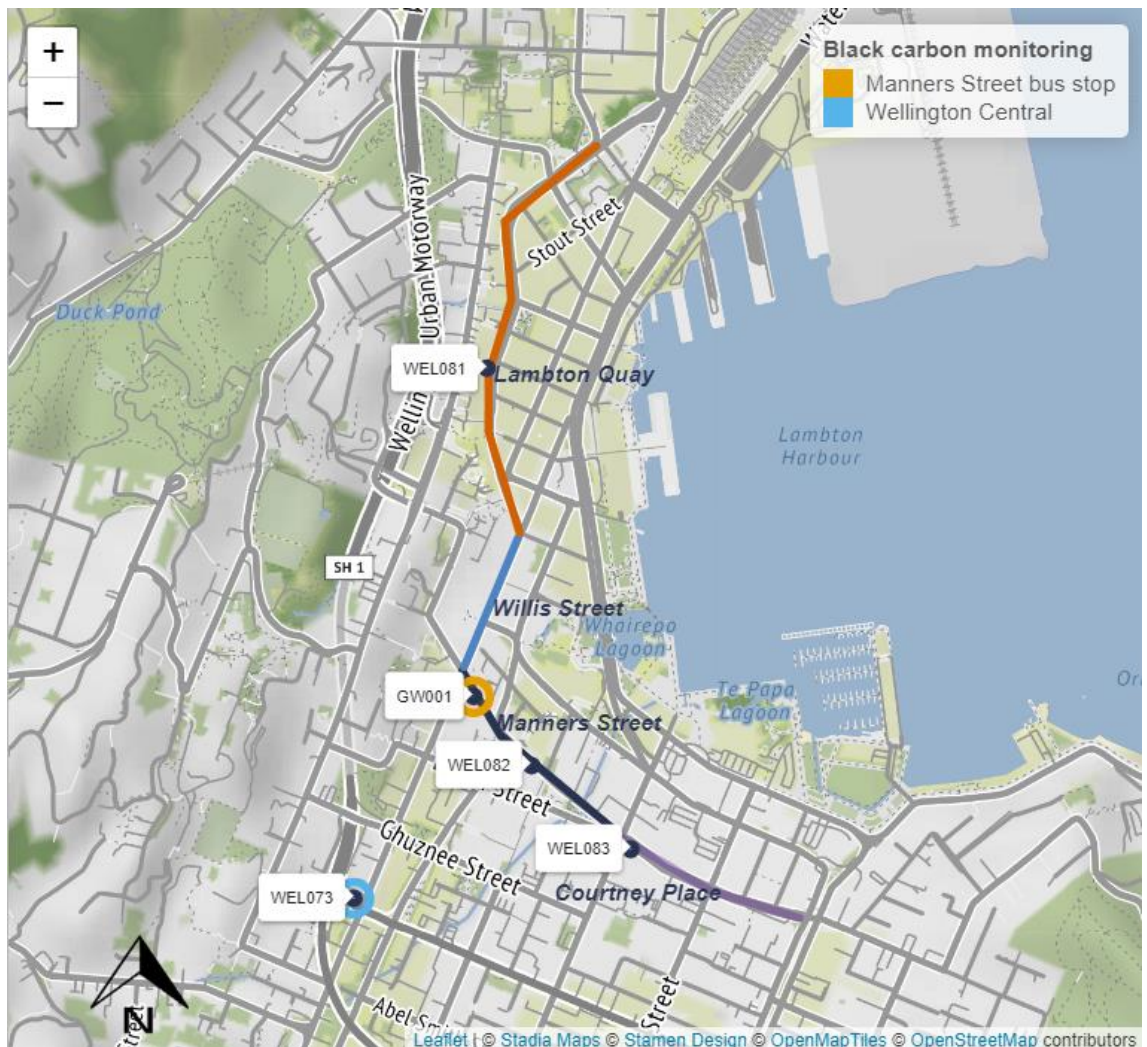 +
−
Black carbon monitoring
Manners Street bus stop
Wellington Central
Stout Street
Urban Motorway
Duck Pond
WEL081
Lambton Quay
Lambton
Harbour
SH 1
Willis Street
Whairepo
Lagoon
GW001
Te Papa
Lagoon
Manners Street
WEL082
Street
Ghuznee Street
WEL083
Courtney Place
WEL073
Street
Abel Smi
Street
N
Leaflet | © Stadia Maps © Stamen Design © OpenMapTiles © OpenStreetMap contributors